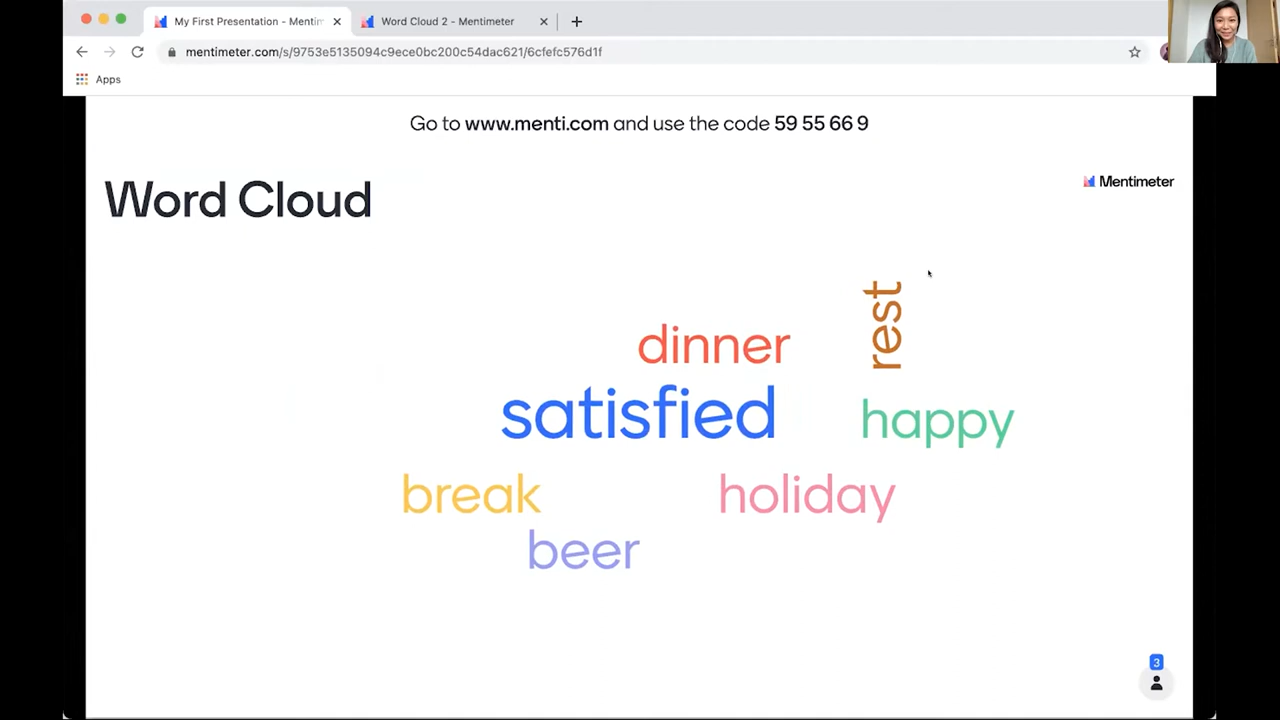 My First Presentation - Mentim
Word Cloud 2 - Mentimeter
mentimeter.com/s/9753e5135094c9ece0bc200c54dac621/6cfefc576d1f
Apps
Go to www.menti.com and use the code 59 55 66 9
Word Cloud
Mentimeter
rest
dinner
satisfied
happy
break
holiday
beer
3